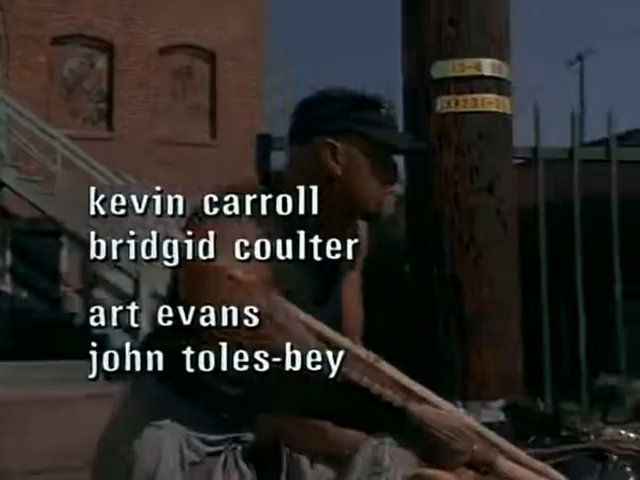 kevin carroll
bridgid coulter
art evans
john toles-bey